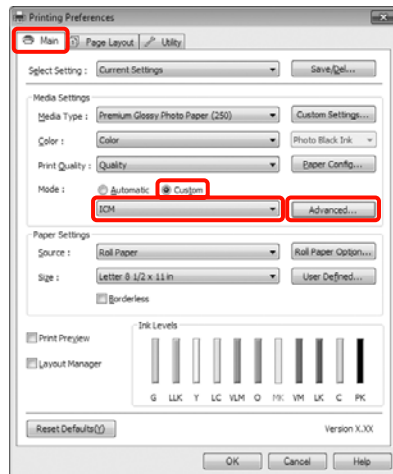 Printing Preferences
Main Page Layout Utility
Select Setting : Current Settings Save/Del...
Media Settings
Media Type : Premium Glossy Photo Paper (250) Custom Settings...
Color : Color Photo Black Ink
Print Quality : Quality Paper Config...
Mode : Automatic Custom
ICM Advanced...
Paper Settings
Source : Roll Paper Roll Paper Option...
Size : Letter 8 1/2 x 11 in User Defined...
Borderless
Print Preview
Layout Manager
Ink Levels
G LLK Y LC VLM O MK VM LK C PK
Reset Defaults(Y) Version X.XX
OK Cancel Help